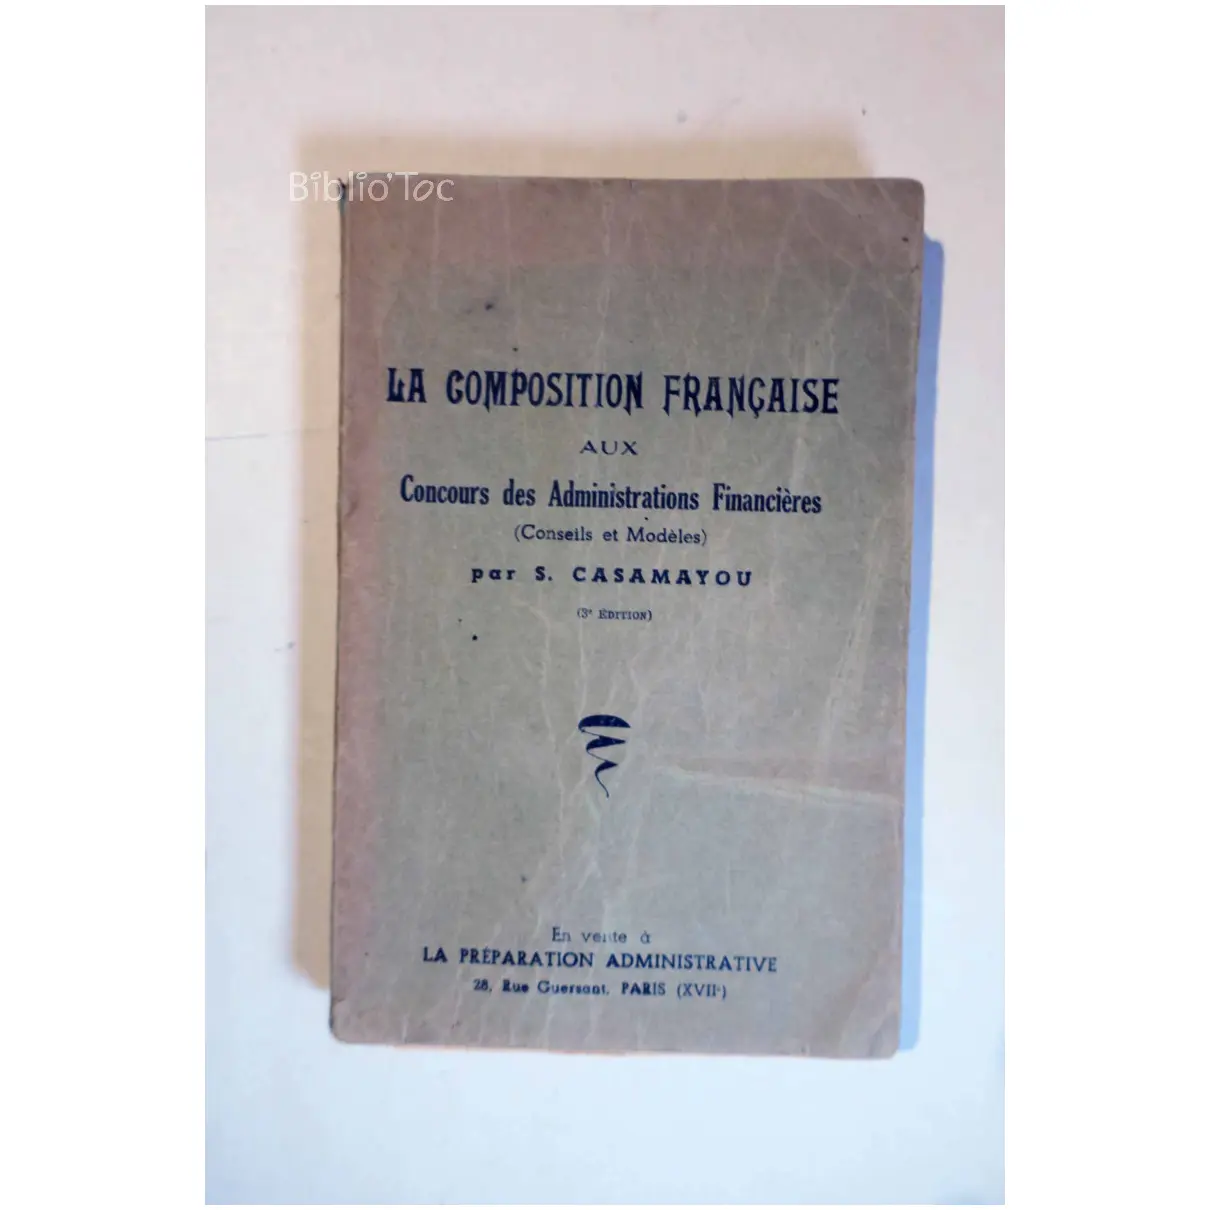 Biblio'Toc
LA COMPOSITION FRANÇAISE
AUX
Concours des Administrations Financières
(Conseils et Modèles)
par S. CASAMAYOU
(3ᵉ ÉDITION)
En vente à
LA PRÉPARATION ADMINISTRATIVE
28, Rue Guersant, PARIS (XVIIᵉ)